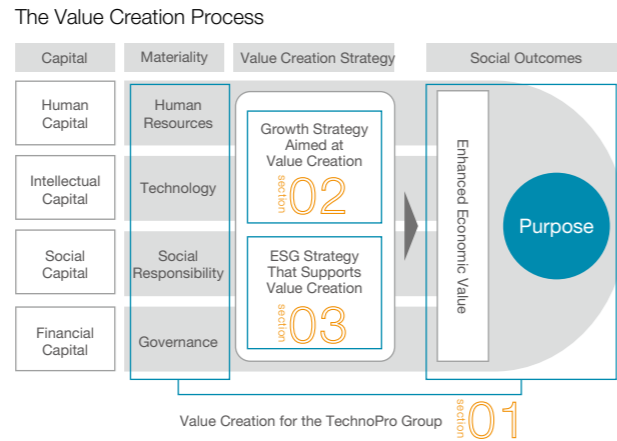 The Value Creation Process
Capital
Materiality
Value Creation Strategy
Social Outcomes
Human
Capital
Human
Resources
Intellectual
Capital
Technology
Social
Capital
Social
Responsibility
Financial
Capital
Governance
Growth Strategy
Aimed at
Value Creation
section 02
ESG Strategy
That Supports
Value Creation
section 03
Enhanced Economic Value
Purpose
Value Creation for the TechnoPro Group section 01